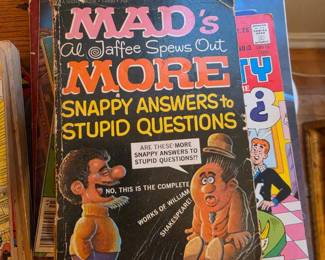 MAD's
Al Jaffee Spews Out
MORE
SNAPPY ANSWERS to
STUPID QUESTIONS
ARE THESE MORE
SNAPPY ANSWERS TO
STUPID QUESTIONS?!
NO, THIS IS THE COMPLETE
WORKS OF WILLIAM
SHAKESPEARE!
TY